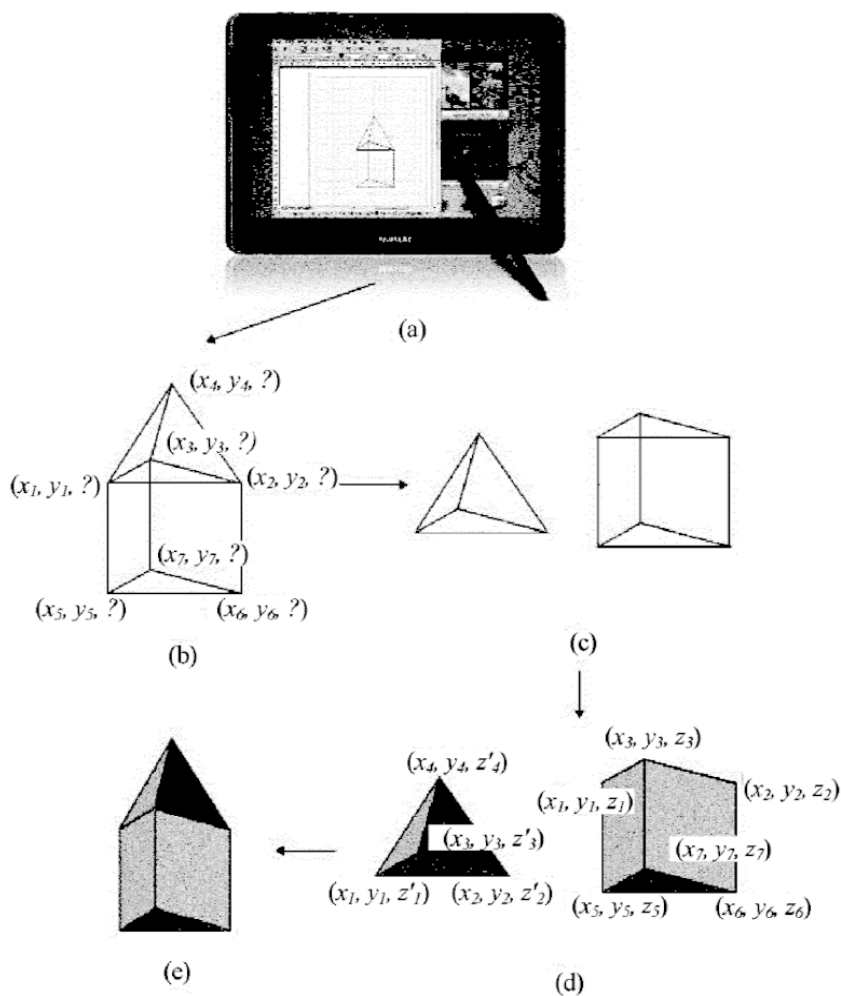 (a)
(x4, y4, ?)
(x3, y3, ?)
(x1, y1, ?)
(x2, y2, ?)
(x7, y7, ?)
(x5, y5, ?)
(x6, y6, ?)
(b)
(c)
(x3, y3, z3)
(x4, y4, z'4)
(x1, y1, z1)
(x2, y2, z2)
(x3, y3, z'3)
(x7, y7, z7)
(x1, y1, z'1)
(x2, y2, z'2)
(x5, y5, z5)
(x6, y6, z6)
(e)
(d)